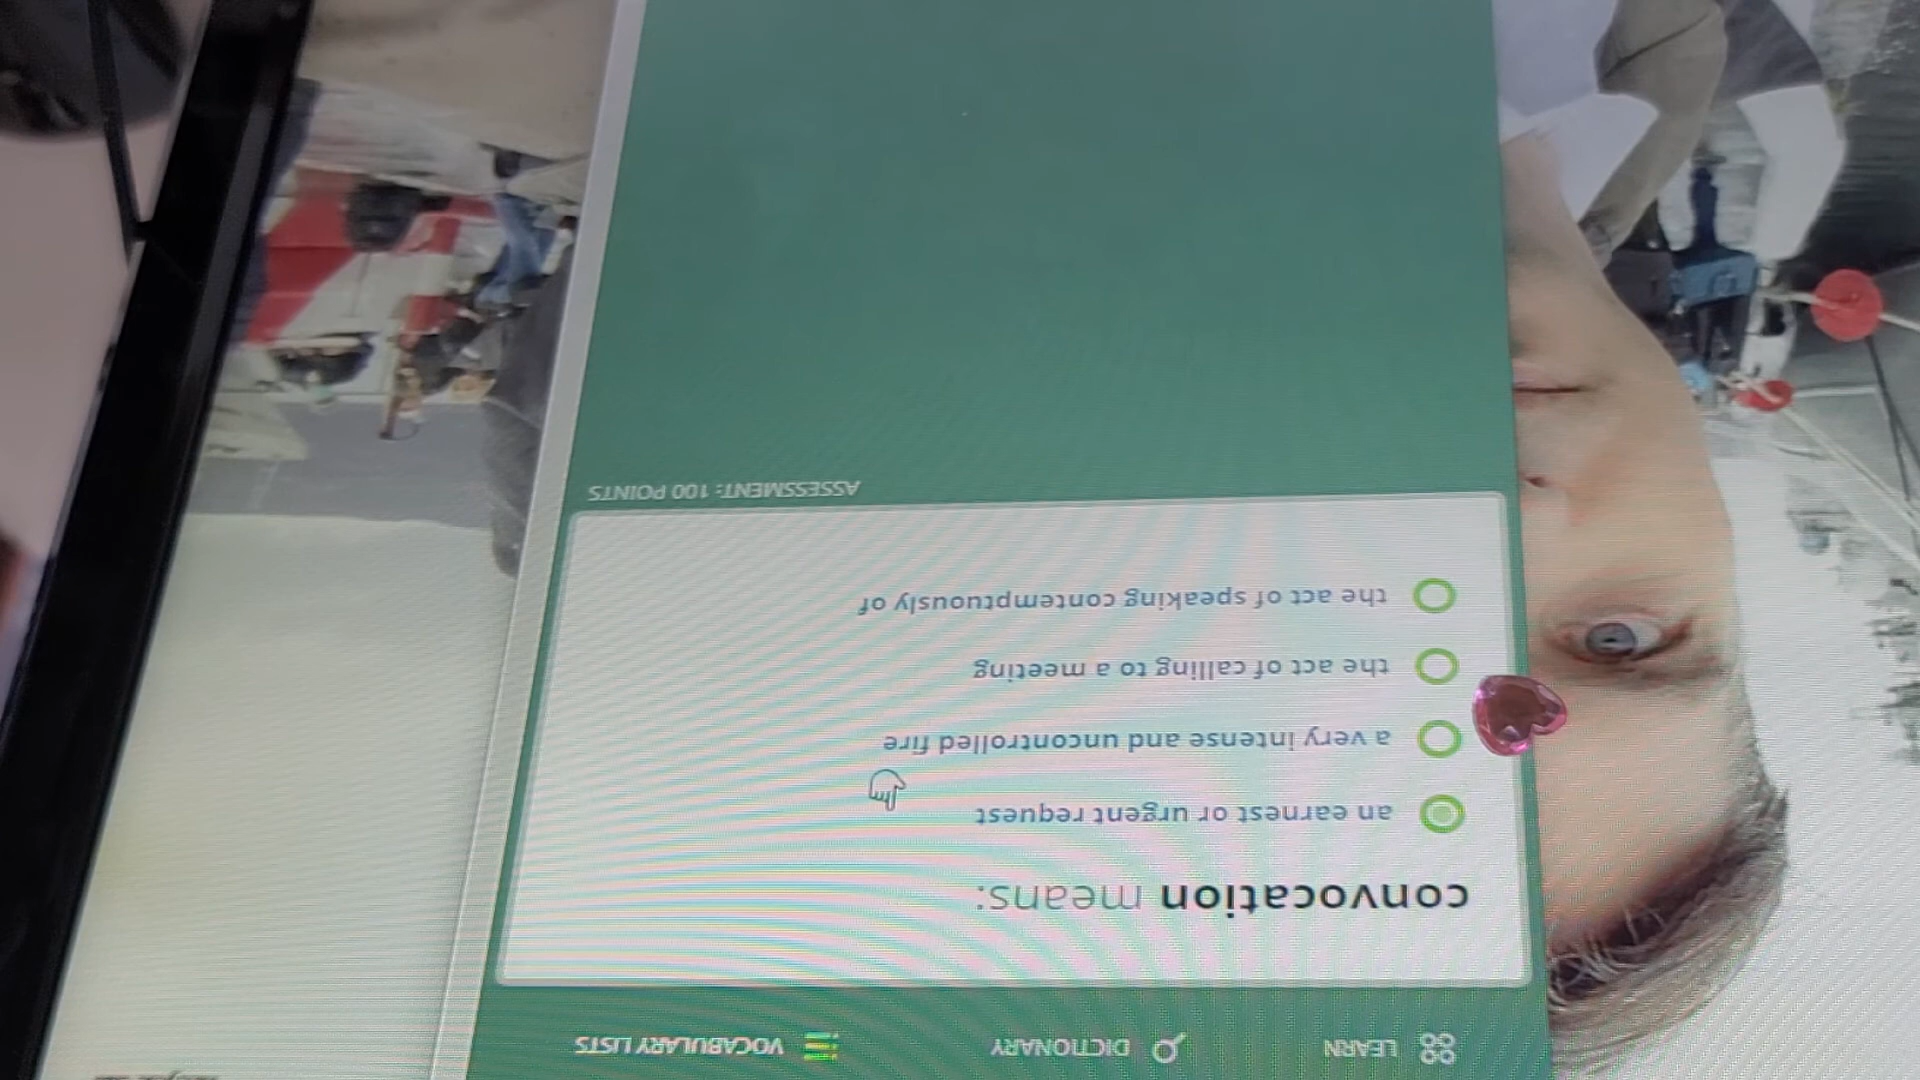 LEARN
DICTIONARY
VOCABULARY LISTS
convocation means:
an earnest or urgent request
a very intense and uncontrolled fire
the act of calling to a meeting
the act of speaking contemptuously of
ASSESSMENT: 100 POINTS